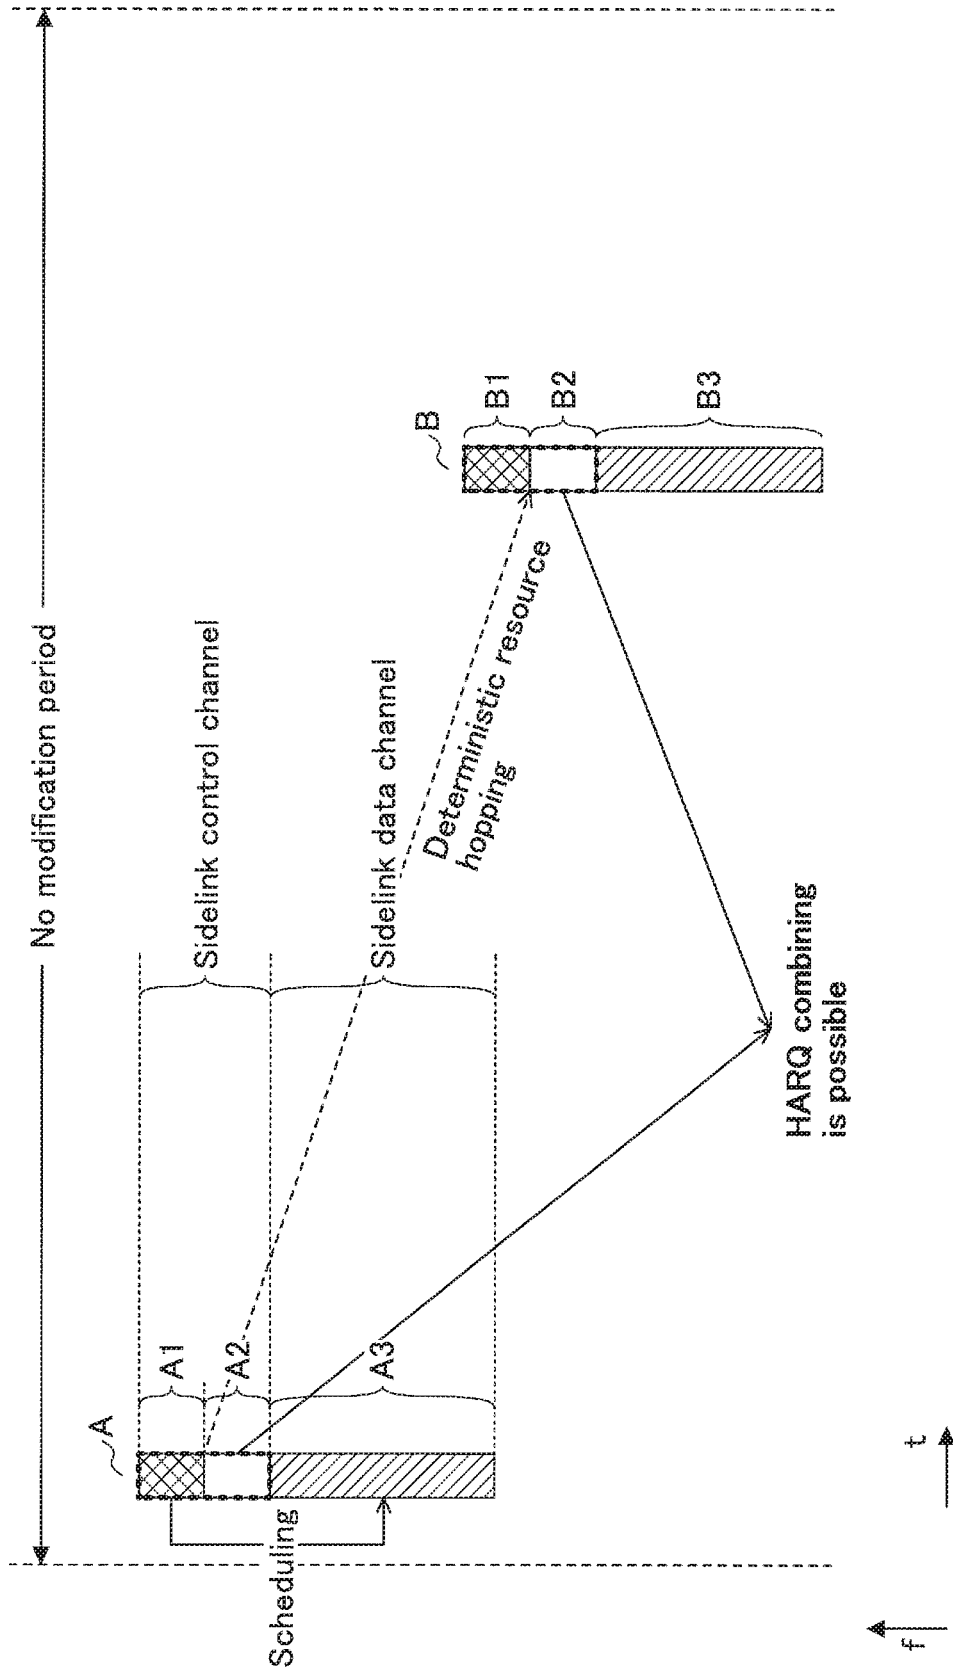 No modification period
Sidelink control channel
Sidelink data channel
A
A1
A2
A3
Scheduling
Deterministic resource
hopping
B
B1
B2
B3
HARQ combining
is possible
f
t